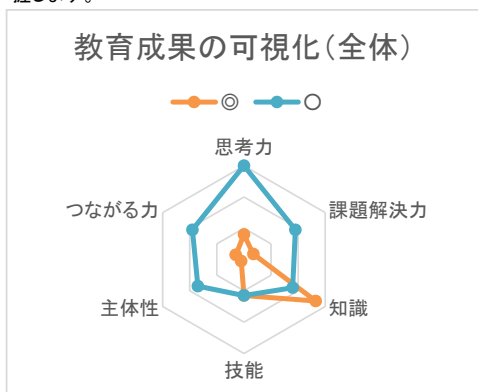 教育成果の可視化(全体)
◎ ○
思考力
つながる力 課題解決力
主体性 知識
技能